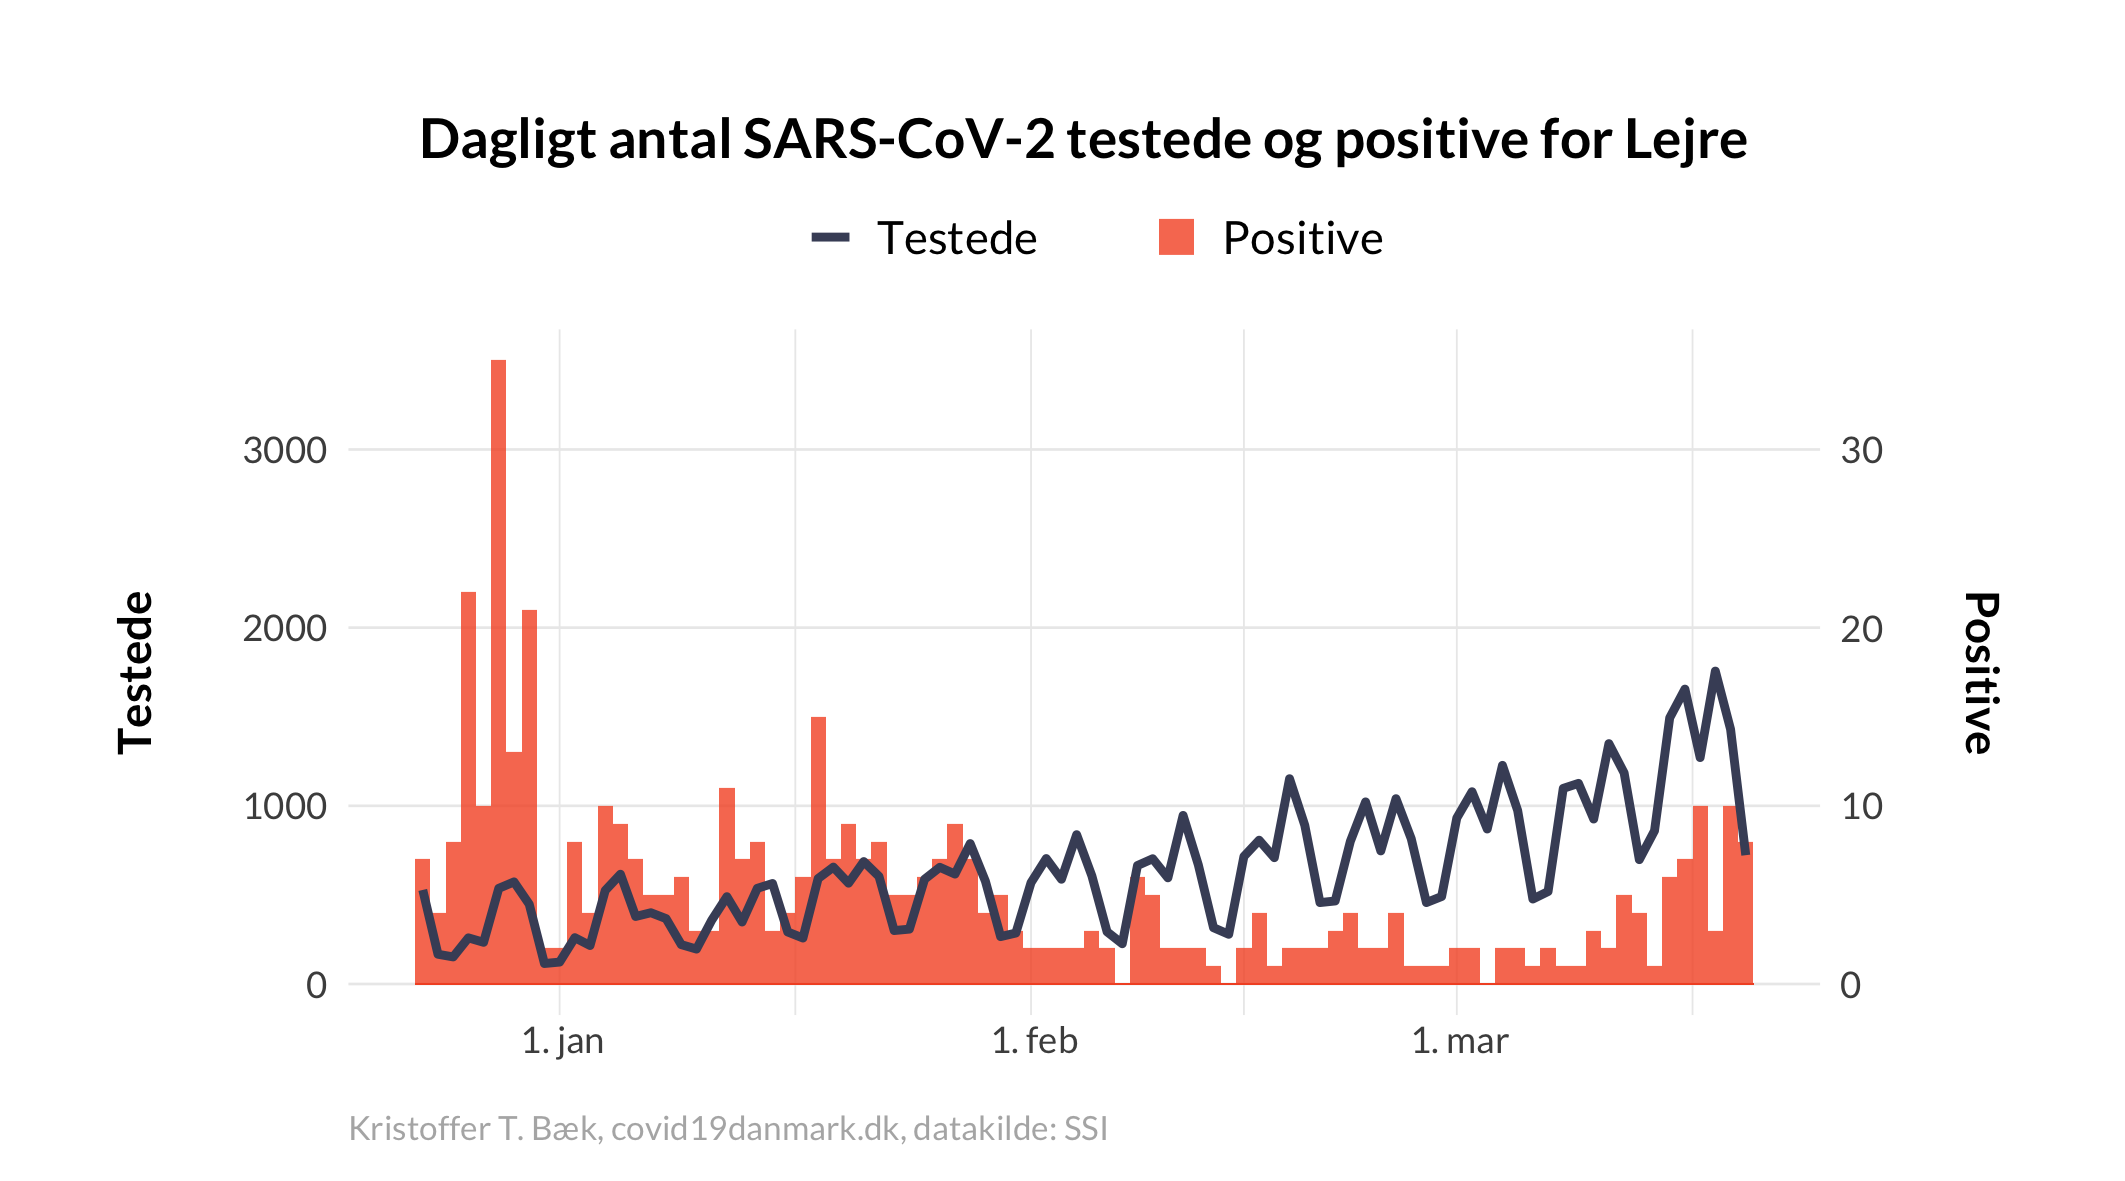 Dagligt antal SARS-CoV-2 testede og positive for Lejre
Testede
Positive
3000
2000
1000
0
30
20
10
0
Testede
Positive
1. jan
1. feb
1. mar
Kristoffer T. Bæk, covid19danmark.dk, datakilde: SSI